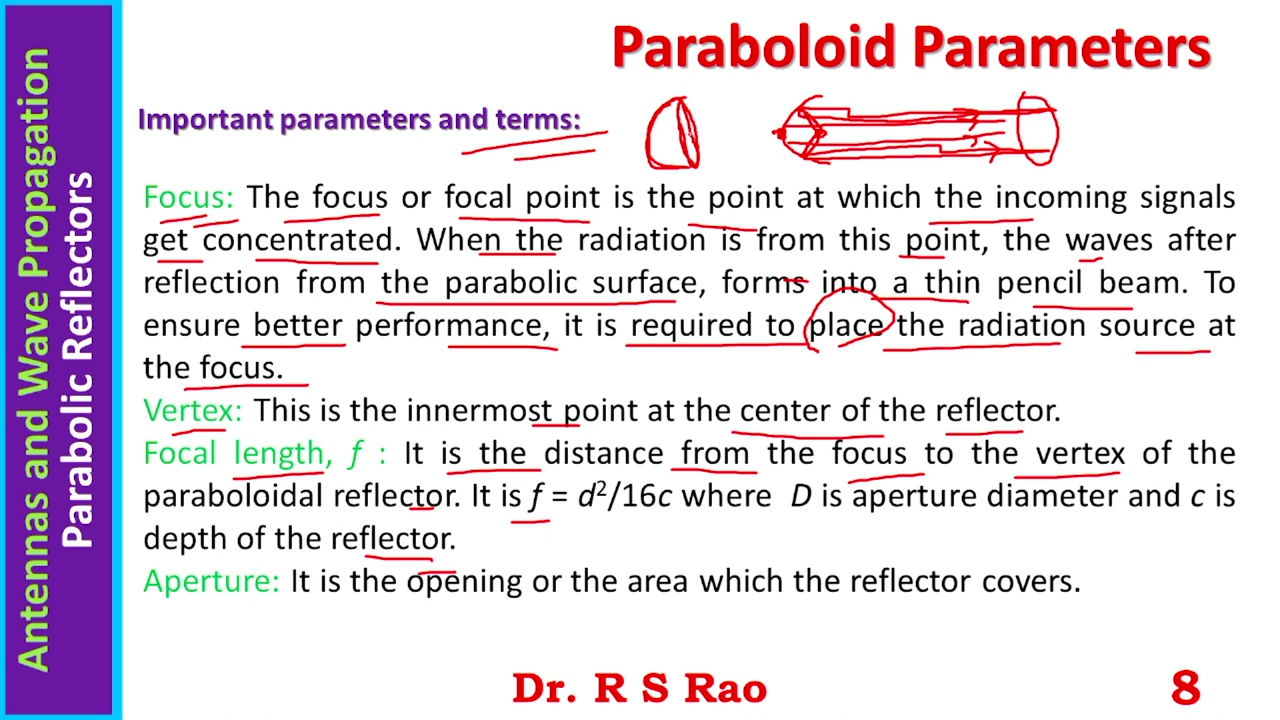 Antennas and Wave Propagation
Parabolic Reflectors
Paraboloid Parameters
Important parameters and terms:
Focus: The focus or focal point is the point at which the incoming signals
get concentrated. When the radiation is from this point, the waves after
reflection from the parabolic surface, forms into a thin pencil beam. To
ensure better performance, it is required to place the radiation source at
the focus.
Vertex: This is the innermost point at the center of the reflector.
Focal length, f : It is the distance from the focus to the vertex of the
paraboloidal reflector. It is f = d²/16c where D is aperture diameter and c is
depth of the reflector.
Aperture: It is the opening or the area which the reflector covers.
Dr. R S Rao
8